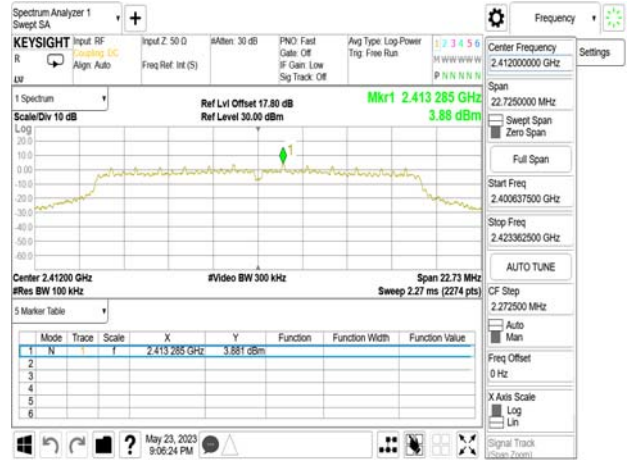 Spectrum Analyzer 1
Swept SA
+
Frequency
KEYSIGHT
R
Input: RF
Coupling: DC
Align: Auto
Input Z: 50 Ω
Freq Ref: Int (S)
#Atten: 30 dB
PNO: Fast
Gate: Off
IF Gain: Low
Sig Track: Off
Avg Type: Log-Power
Trig: Free Run
1 2 3 4 5 6
M W W W W W
P N N N N N
Center Frequency
2.412000000 GHz
Settings
Span
22.7250000 MHz
Swept Span
Zero Span
Full Span
Start Freq
2.400637500 GHz
Stop Freq
2.423362500 GHz
AUTO TUNE
CF Step
2.272500 MHz
Auto
Man
Freq Offset
0 Hz
X Axis Scale
Log
Lin
Signal Track
(Span Zoom)
1 Spectrum
Scale/Div 10 dB
Ref Lvl Offset 17.80 dB
Ref Level 30.00 dBm
Mkr1 2.413 285 GHz
3.88 dBm
Log
20.0
10.0
0.00
-10.0
-20.0
-30.0
-40.0
-50.0
-60.0
1
Center 2.41200 GHz
#Res BW 100 kHz
#Video BW 300 kHz
Span 22.73 MHz
Sweep 2.27 ms (2274 pts)
5 Marker Table
Mode Trace Scale X Y Function Function Width Function Value
1 N 1 f 2.413 285 GHz 3.881 dBm
2
3
4
5
6
?
May 23, 2023
9:06:24 PM